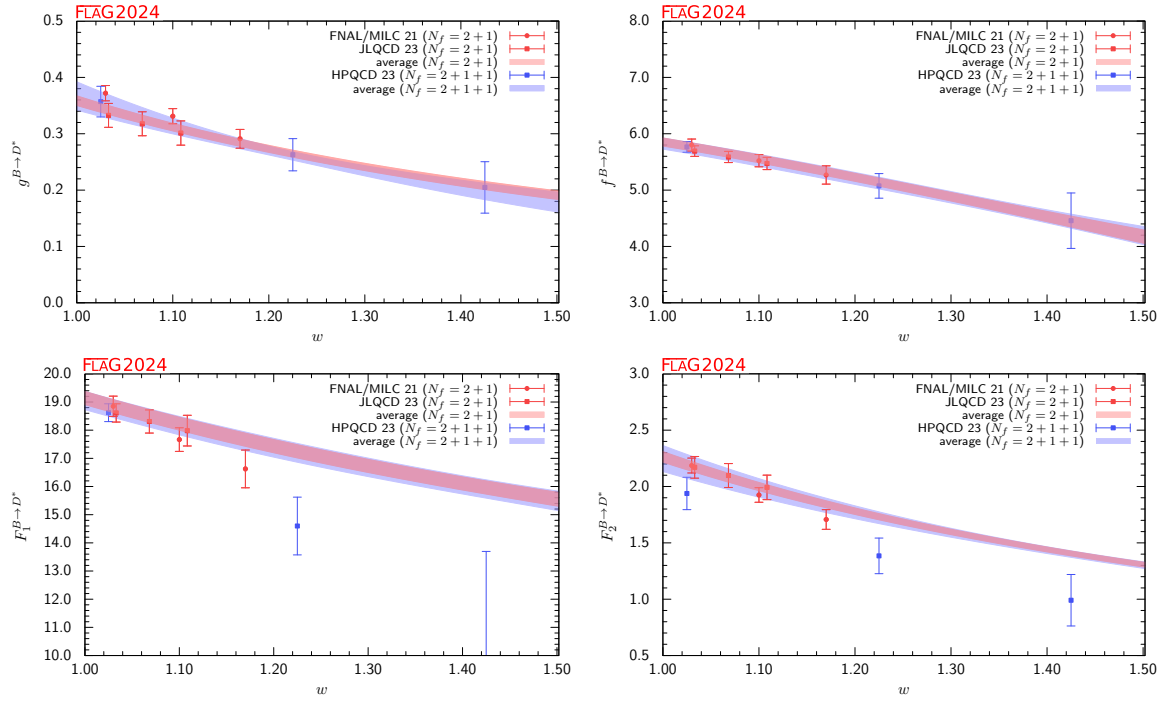 FLAG2024
FNAL/MILC 21 (N_f = 2 + 1)
JLQCD 23 (N_f = 2 + 1)
average (N_f = 2 + 1)
HPQCD 23 (N_f = 2 + 1 + 1)
average (N_f = 2 + 1 + 1)
g^{B→D*}
0.5
0.4
0.3
0.2
0.1
0.0
1.00 1.10 1.20 1.30 1.40 1.50
w
FLAG2024
FNAL/MILC 21 (N_f = 2 + 1)
JLQCD 23 (N_f = 2 + 1)
average (N_f = 2 + 1)
HPQCD 23 (N_f = 2 + 1 + 1)
average (N_f = 2 + 1 + 1)
f^{B→D*}
8.0
7.0
6.0
5.0
4.0
3.0
1.00 1.10 1.20 1.30 1.40 1.50
w
FLAG2024
FNAL/MILC 21 (N_f = 2 + 1)
JLQCD 23 (N_f = 2 + 1)
average (N_f = 2 + 1)
HPQCD 23 (N_f = 2 + 1 + 1)
average (N_f = 2 + 1 + 1)
F_1^{B→D*}
20.0
19.0
18.0
17.0
16.0
15.0
14.0
13.0
12.0
11.0
10.0
1.00 1.10 1.20 1.30 1.40 1.50
w
FLAG2024
FNAL/MILC 21 (N_f = 2 + 1)
JLQCD 23 (N_f = 2 + 1)
average (N_f = 2 + 1)
HPQCD 23 (N_f = 2 + 1 + 1)
average (N_f = 2 + 1 + 1)
F_2^{B→D*}
3.0
2.5
2.0
1.5
1.0
0.5
1.00 1.10 1.20 1.30 1.40 1.50
w